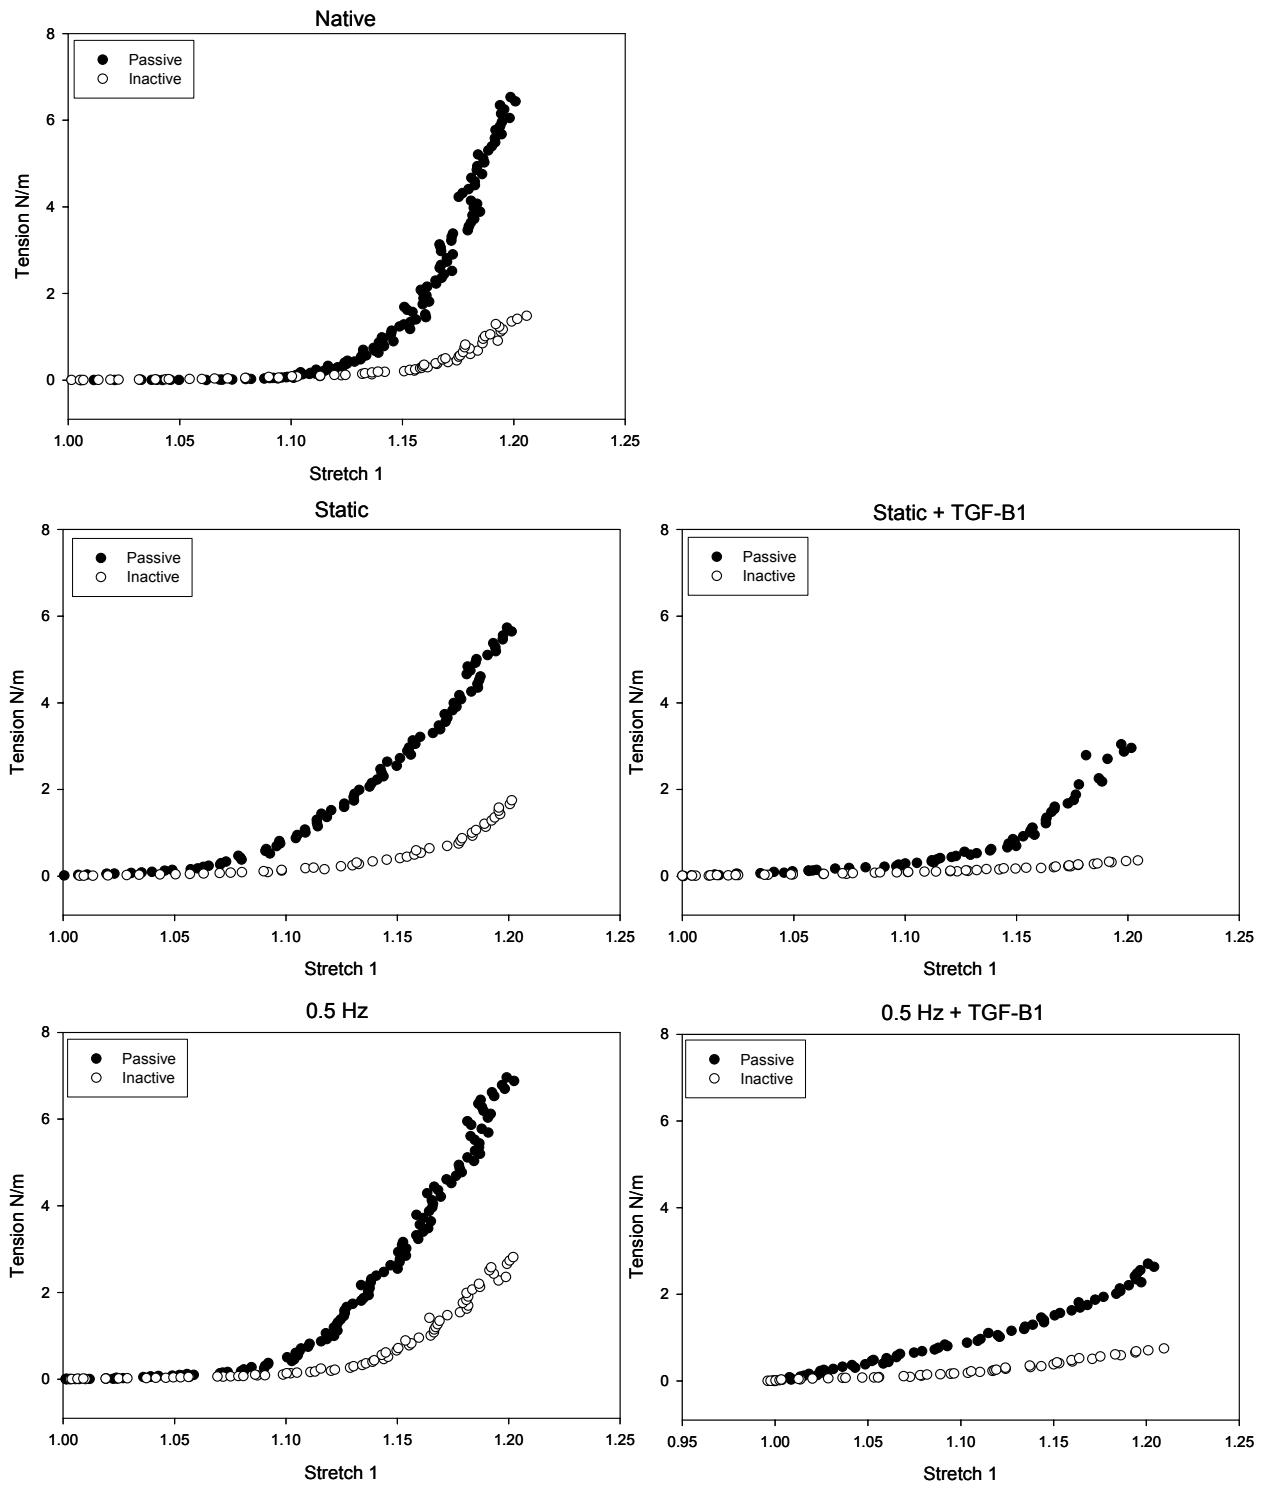 Native
8
Passive
Inactive
6
Tension N/m
4
2
0
1.00 1.05 1.10 1.15 1.20 1.25
Stretch 1
Static
8
Passive
Inactive
6
Tension N/m
4
2
0
1.00 1.05 1.10 1.15 1.20 1.25
Stretch 1
Static + TGF-B1
8
Passive
Inactive
6
Tension N/m
4
2
0
1.00 1.05 1.10 1.15 1.20 1.25
Stretch 1
0.5 Hz
8
Passive
Inactive
6
Tension N/m
4
2
0
1.00 1.05 1.10 1.15 1.20 1.25
Stretch 1
0.5 Hz + TGF-B1
8
Passive
Inactive
6
Tension N/m
4
2
0
0.95 1.00 1.05 1.10 1.15 1.20 1.25
Stretch 1